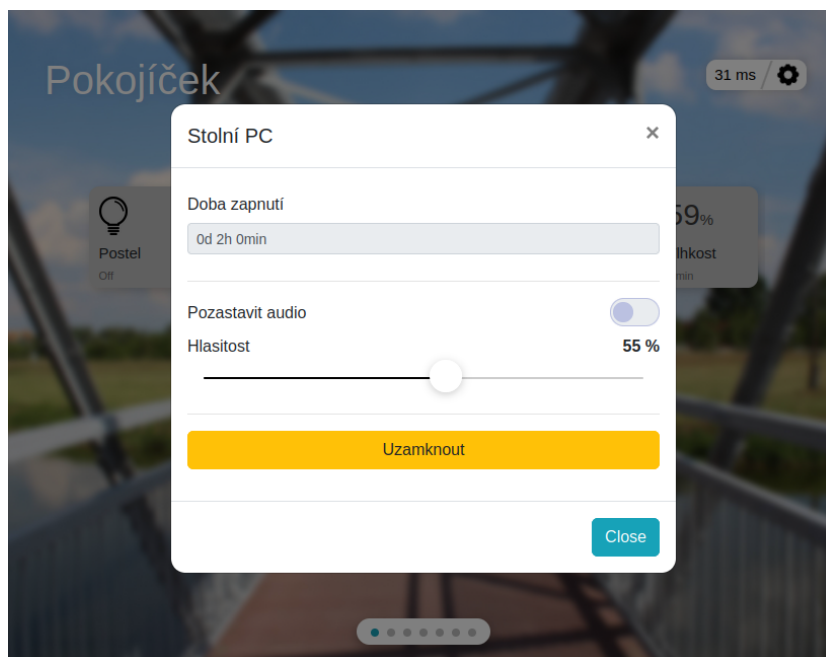 Pokojíček
31 ms
Stolní PC
×
Doba zapnutí
0d 2h 0min
Postel
Off
59%
lhkost
min
Pozastavit audio
Hlasitost
55 %
Uzamknout
Close